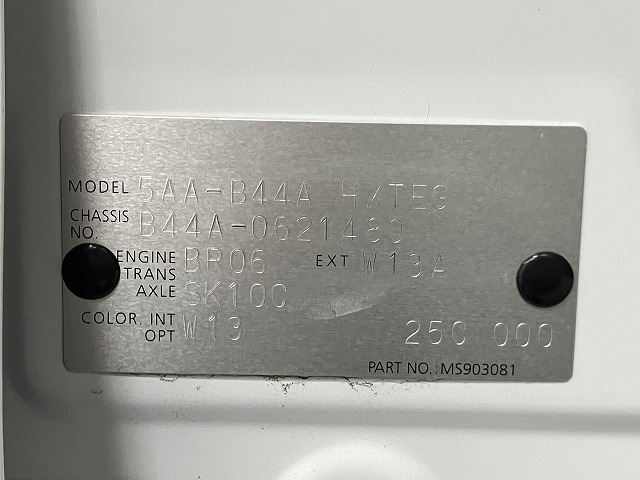 MODEL 5AA-B44A HXTEG
CHASSIS NO. B44A-0621480
ENGINE BR06 EXT W13A
TRANS AXLE SK10C
COLOR. INT W13
OPT 25C 000
PART NO.: MS903081